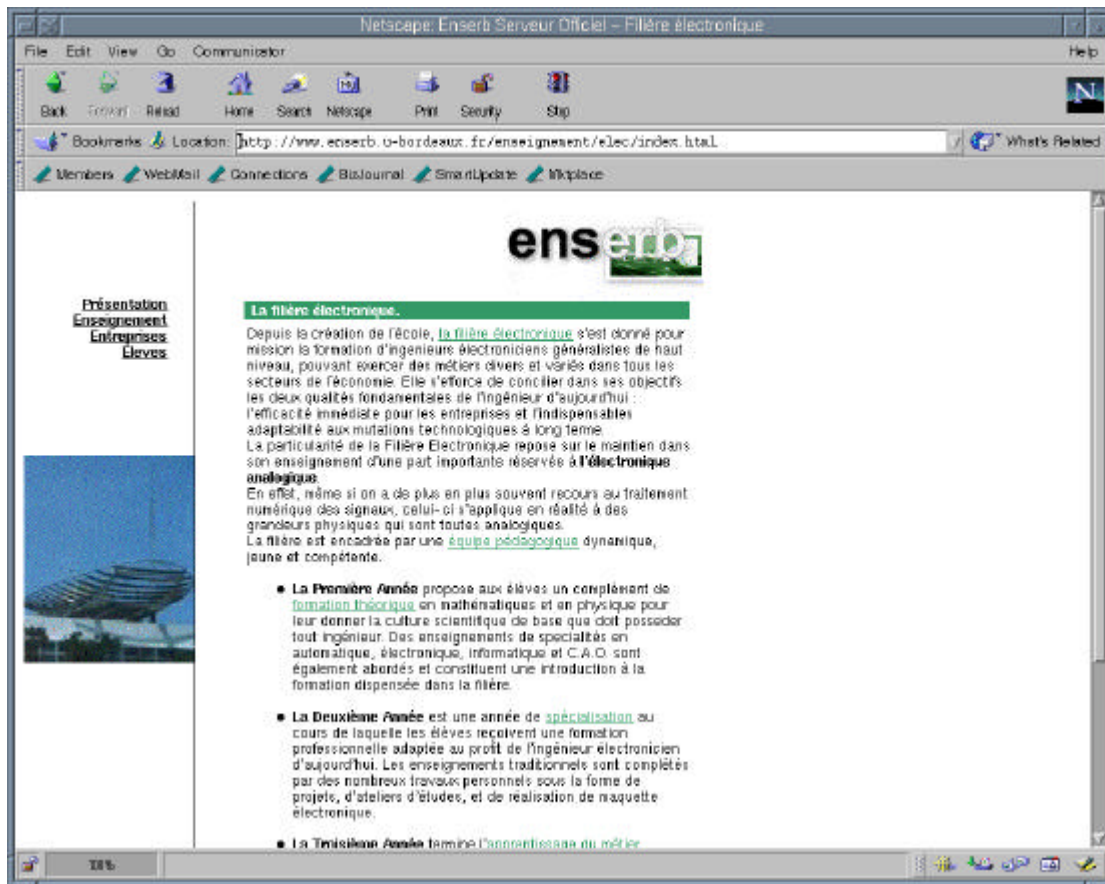 Netscape: Enserb Serveur Officiel – Filière électronique
File Edit View Go Communicator Help
Back Forward Reload Home Search Netscape Print Security Stop
Bookmarks Location: http://www.enserb.u-bordeaux.fr/enseignement/elec/index.html What's Related
Members WebMail Connections BizJournal SmartUpdate Mktplace
enserb
Présentation
Enseignement
Entreprises
Éleves
La filière électronique.
Depuis la création de l'école, la filière électronique s'est donné pour
mission la formation d'ingenieurs électroniciens généralistes de haut
niveau, pouvant exercer des métiers divers et variés dans tous les
secteurs de l'économie. Elle s'efforce de concilier dans ses objectifs
les deux qualités fondamentales de l'ingénieur d'aujourd'hui :
l'efficacité immédiate pour les entreprises et l'indispensables
adaptabilité aux mutations technologiques à long terme.
La particularité de la Filière Electronique repose sur le maintien dans
son enseignement d'une part importante réservée à l'électronique
analogique.
En effet, même si on a de plus en plus souvent recours au traitement
numérique des signaux, celui-ci s'applique en réalité à des
grandeurs physiques qui sont toutes analogiques.
La filière est encadrée par une équipe pédagogique dynamique,
jeune et compétente.
La Première Année propose aux élèves un complément de
formation théorique en mathématiques et en physique pour
leur donner la culture scientifique de base que doit posseder
tout ingénieur. Des enseignements de specialités en
automatique, électronique, informatique et C.A.O. sont
également abordés et constituent une introduction à la
formation dispensée dans la filière.
La Deuxième Année est une année de spécialisation au
cours de laquelle les élèves reçoivent une formation
professionnelle adaptée au profit de l'ingénieur électronicien
d'aujourd'hui. Les enseignements traditionnels sont complétés
par des nombreux travaux personnels sous la forme de
projets, d'ateliers d'études, et de réalisation de maquette
électronique.
La Troisième Année termine l'apprentissage du métier